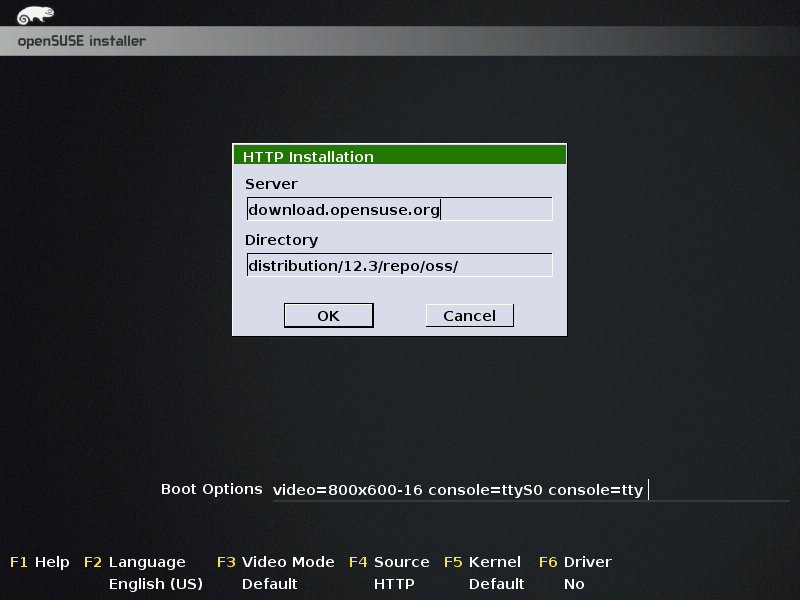 openSUSE installer
HTTP Installation
Server
download.opensuse.org
Directory
distribution/12.3/repo/oss/
OK Cancel
Boot Options video=800x600-16 console=ttyS0 console=tty
F1 Help F2 Language F3 Video Mode F4 Source F5 Kernel F6 Driver
English (US) Default HTTP Default No